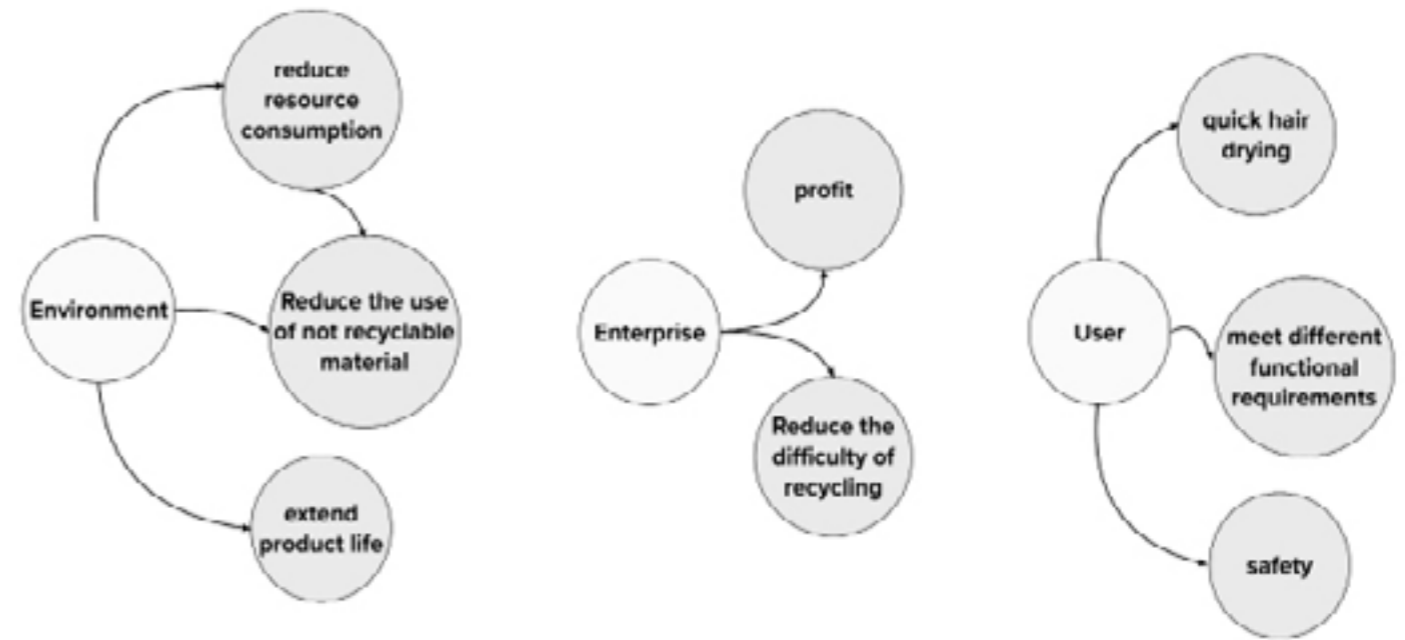 reduce
resource
consumption
Environment
Reduce the use
of not recyclable
material
extend
product life
profit
Enterprise
Reduce the
difficulty of
recycling
quick hair
drying
User
meet different
functional
requirements
safety